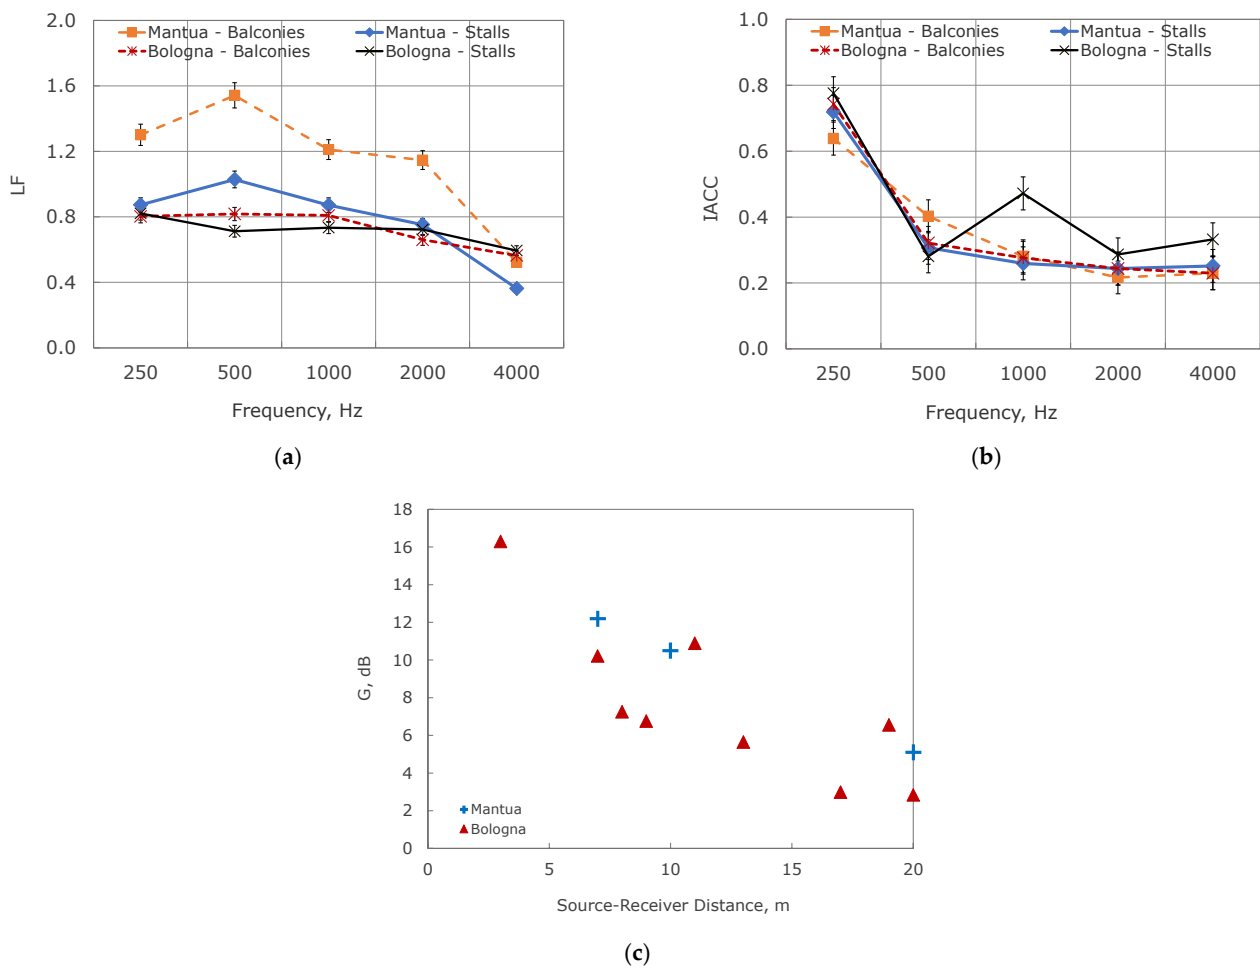 Mantua - Balconies Mantua - Stalls
Bologna - Balconies Bologna - Stalls
LF
2.0
1.6
1.2
0.8
0.4
0.0
250 500 1000 2000 4000
Frequency, Hz
(a)
Mantua - Balconies Mantua - Stalls
Bologna - Balconies Bologna - Stalls
IACC
1.0
0.8
0.6
0.4
0.2
0.0
250 500 1000 2000 4000
Frequency, Hz
(b)
G, dB
18
16
14
12
10
8
6
4
2
0
Mantua
Bologna
0 5 10 15 20
Source-Receiver Distance, m
(c)